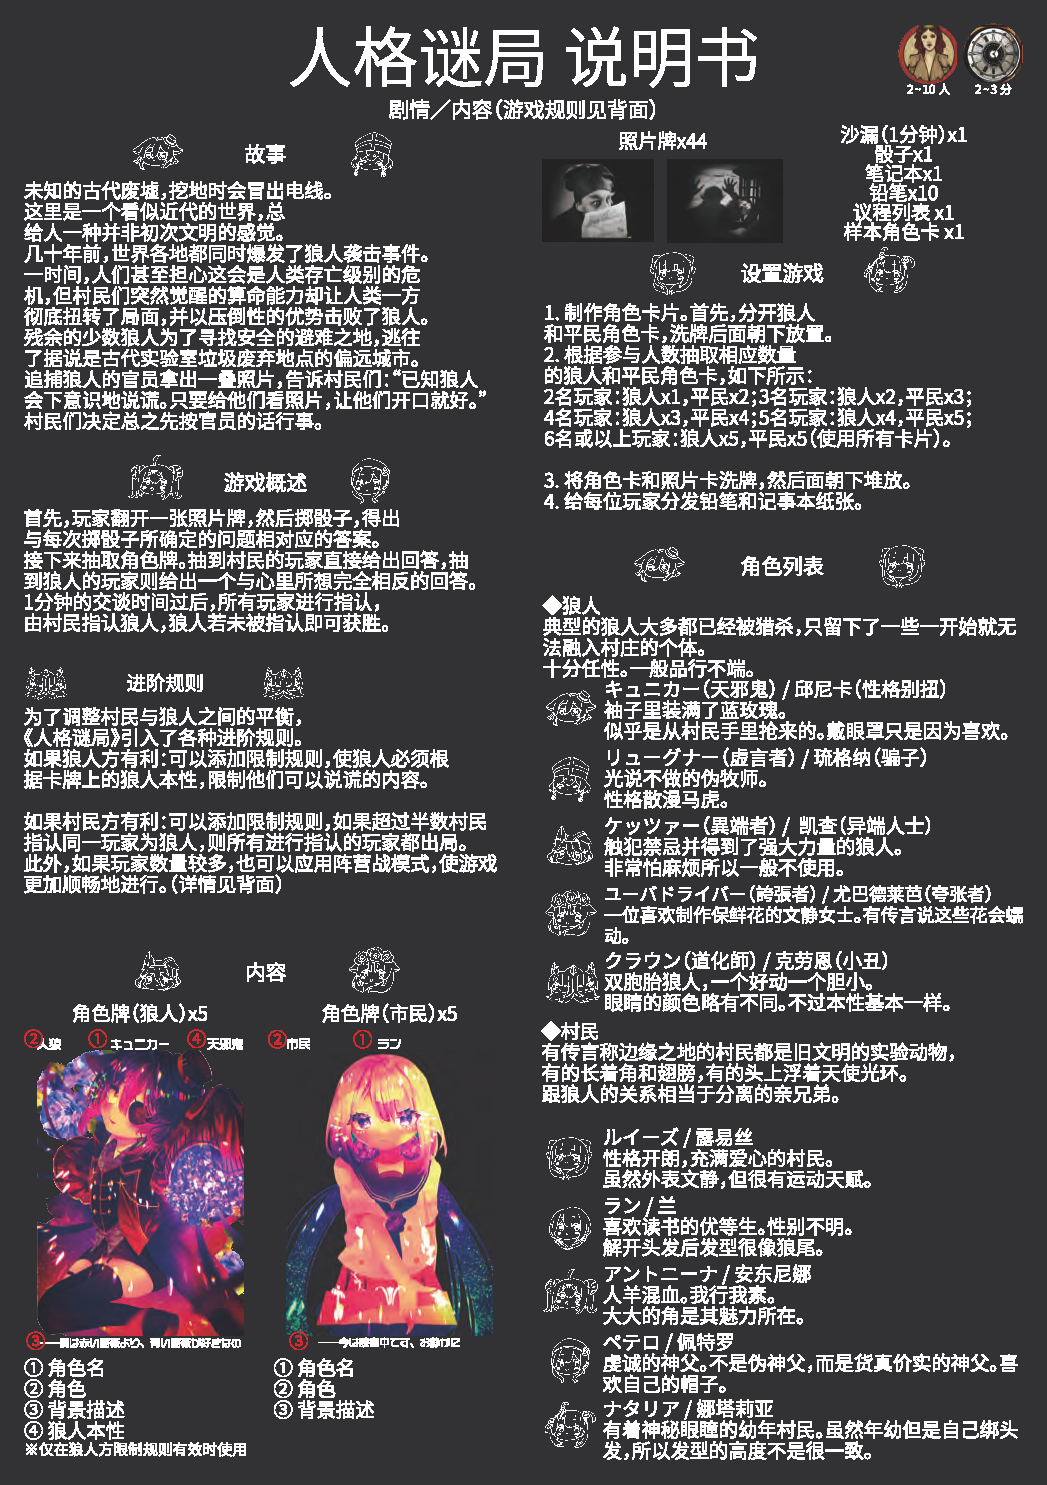 人格谜局 说明书
剧情／内容（游戏规则见背面）
2~10 人
2~3 分
故事
未知的古代废墟，挖地时会冒出电线。
这里是一个看似近代的世界，总
给人一种并非初次文明的感觉。
几十年前，世界各地都同时爆发了狼人袭击事件。
一时间，人们甚至担心这会是人类存亡级别的危
机，但村民们突然觉醒的算命能力却让人类一方
彻底扭转了局面，并以压倒性的优势击败了狼人。
残余的少数狼人为了寻找安全的避难之地，逃往
了据说是古代实验室垃圾废弃地点的偏远城市。
追捕狼人的官员拿出一叠照片，告诉村民们：“已知狼人
会下意识地说谎。只要给他们看照片，让他们开口就好。”
村民们决定总之先按官员的话行事。
游戏概述
首先，玩家翻开一张照片牌，然后掷骰子，得出
与每次掷骰子所确定的问题相对应的答案。
接下来抽取角色牌。抽到村民的玩家直接给出回答，抽
到狼人的玩家则给出一个与心里所想完全相反的回答。
1分钟的交谈时间过后，所有玩家进行指认，
由村民指认狼人，狼人若未被指认即可获胜。
进阶规则
为了调整村民与狼人之间的平衡，
《人格谜局》引入了各种进阶规则。
如果狼人方有利：可以添加限制规则，使狼人必须根
据卡牌上的狼人本性，限制他们可以说谎的内容。
如果村民方有利：可以添加限制规则，如果超过半数村民
指认同一玩家为狼人，则所有进行指认的玩家都出局。
此外，如果玩家数量较多，也可以应用阵营战模式，使游戏
更加顺畅地进行。（详情见背面）
内容
角色牌（狼人）x5
②人狼
① キュニカー
④天邪鬼
① 角色名
② 角色
③ 背景描述
④ 狼人本性
※仅在狼人方限制规则有效时使用
角色牌（市民）x5
②市民
① ラン
③
① 角色名
② 角色
③ 背景描述
照片牌x44
沙漏（1分钟）x1
骰子x1
笔记本x1
铅笔x10
议程列表 x1
样本角色卡 x1
设置游戏
1. 制作角色卡片。首先，分开狼人
和平民角色卡，洗牌后面朝下放置。
2. 根据参与人数抽取相应数量
的狼人和平民角色卡，如下所示：
2名玩家：狼人x1，平民x2；3名玩家：狼人x2，平民x3；
4名玩家：狼人x3，平民x4；5名玩家：狼人x4，平民x5；
6名或以上玩家：狼人x5，平民x5（使用所有卡片）。
3. 将角色卡和照片卡洗牌，然后面朝下堆放。
4. 给每位玩家分发铅笔和记事本纸张。
角色列表
◆狼人
典型的狼人大多都已经被猎杀，只留下了一些一开始就无
法融入村庄的个体。
十分任性。一般品行不端。
キュニカー（天邪鬼） / 邱尼卡（性格别扭）
袖子里装满了蓝玫瑰。
似乎是从村民手里抢来的。戴眼罩只是因为喜欢。
リューグナー（虚言者） / 琉格纳（骗子）
光说不做的伪牧师。
性格散漫马虎。
ケッツァー（異端者） / 凯查（异端人士）
触犯禁忌并得到了强大力量的狼人。
非常怕麻烦所以一般不使用。
ユーバドライバー（誇張者） / 尤巴德莱芭（夸张者）
一位喜欢制作保鲜花的文静女士。有传言说这些花会蠕
动。
クラウン（道化師） / 克劳恩（小丑）
双胞胎狼人，一个好动一个胆小。
眼睛的颜色略有不同。不过本性基本一样。
◆村民
有传言称边缘之地的村民都是旧文明的实验动物，
有的长着角和翅膀，有的头上浮着天使光环。
跟狼人的关系相当于分离的亲兄弟。
ルイーズ / 露易丝
性格开朗，充满爱心的村民。
虽然外表文静，但很有运动天赋。
ラン / 兰
喜欢读书的优等生。性别不明。
解开头发后发型很像狼尾。
アントニーナ / 安东尼娜
人羊混血。我行我素。
大大的角是其魅力所在。
ペテロ / 佩特罗
虔诚的神父。不是伪神父，而是货真价实的神父。喜
欢自己的帽子。
ナタリア / 娜塔莉亚
有着神秘眼瞳的幼年村民。虽然年幼但是自己绑头
发，所以发型的高度不是很一致。